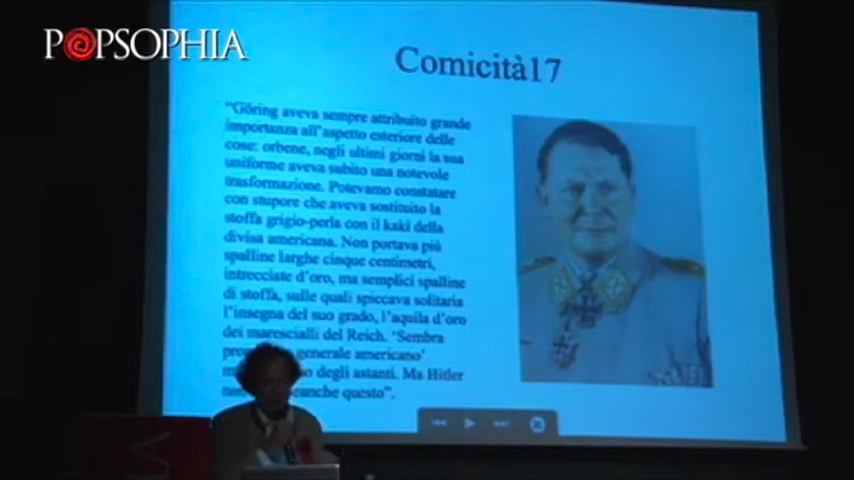 POPSOPHIA
Comicità17
"Göring aveva sempre attribuito grande
importanza all'aspetto esteriore delle
cose: orbene, negli ultimi giorni la sua
uniforme aveva subito una notevole
trasformazione. Potevamo constatare
con stupore che aveva sostituito la
stoffa grigio-perla con il kaki della
divisa americana. Non portava più
spalline larghe cinque centimetri,
intrecciate d'oro, ma semplici spalline
di stoffa, sulle quali spiccava solitaria
l'insegna del suo grado, l'aquila d'oro
dei marescialli del Reich. 'Sembra
generale americano'
degli astanti. Ma Hitler
questo".